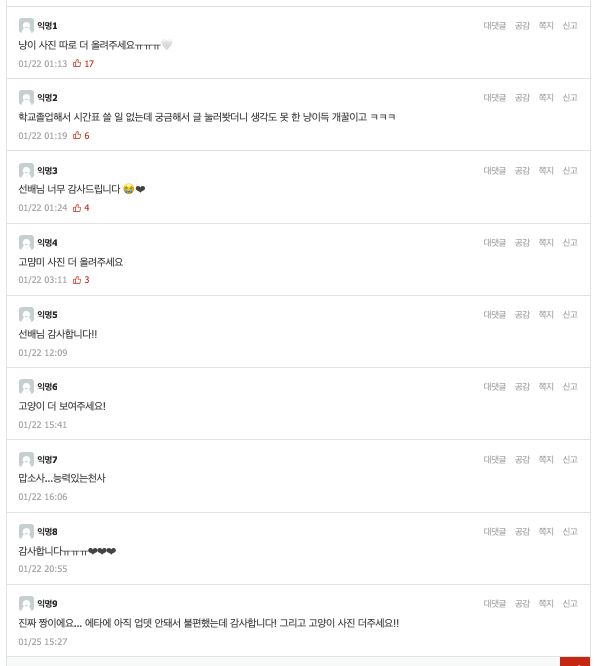 익명1
대댓글 공감 쪽지 신고
냥이 사진 따로 더 올려주세요ㅠㅠㅠ🤍
01/22 01:13 17
익명2
대댓글 공감 쪽지 신고
학교졸업해서 시간표 쓸 일 없는데 궁금해서 글 눌러봣더니 생각도 못 한 냥이득 개꿀이고 ㅋㅋㅋ
01/22 01:19 6
익명3
대댓글 공감 쪽지 신고
선배님 너무 감사드립니다 😭❤
01/22 01:24 4
익명4
대댓글 공감 쪽지 신고
고먐미 사진 더 올려주세요
01/22 03:11 3
익명5
대댓글 공감 쪽지 신고
선배님 감사합니다!!
01/22 12:09
익명6
대댓글 공감 쪽지 신고
고양이 더 보여주세요!
01/22 15:41
익명7
대댓글 공감 쪽지 신고
맙소사...능력있는천사
01/22 16:06
익명8
대댓글 공감 쪽지 신고
감사합니다ㅠㅠㅠ❤❤❤
01/22 20:55
익명9
대댓글 공감 쪽지 신고
진짜 짱이에요... 에타에 아직 업뎃 안돼서 불편했는데 감사합니다! 그리고 고양이 사진 더주세요!!
01/25 15:27